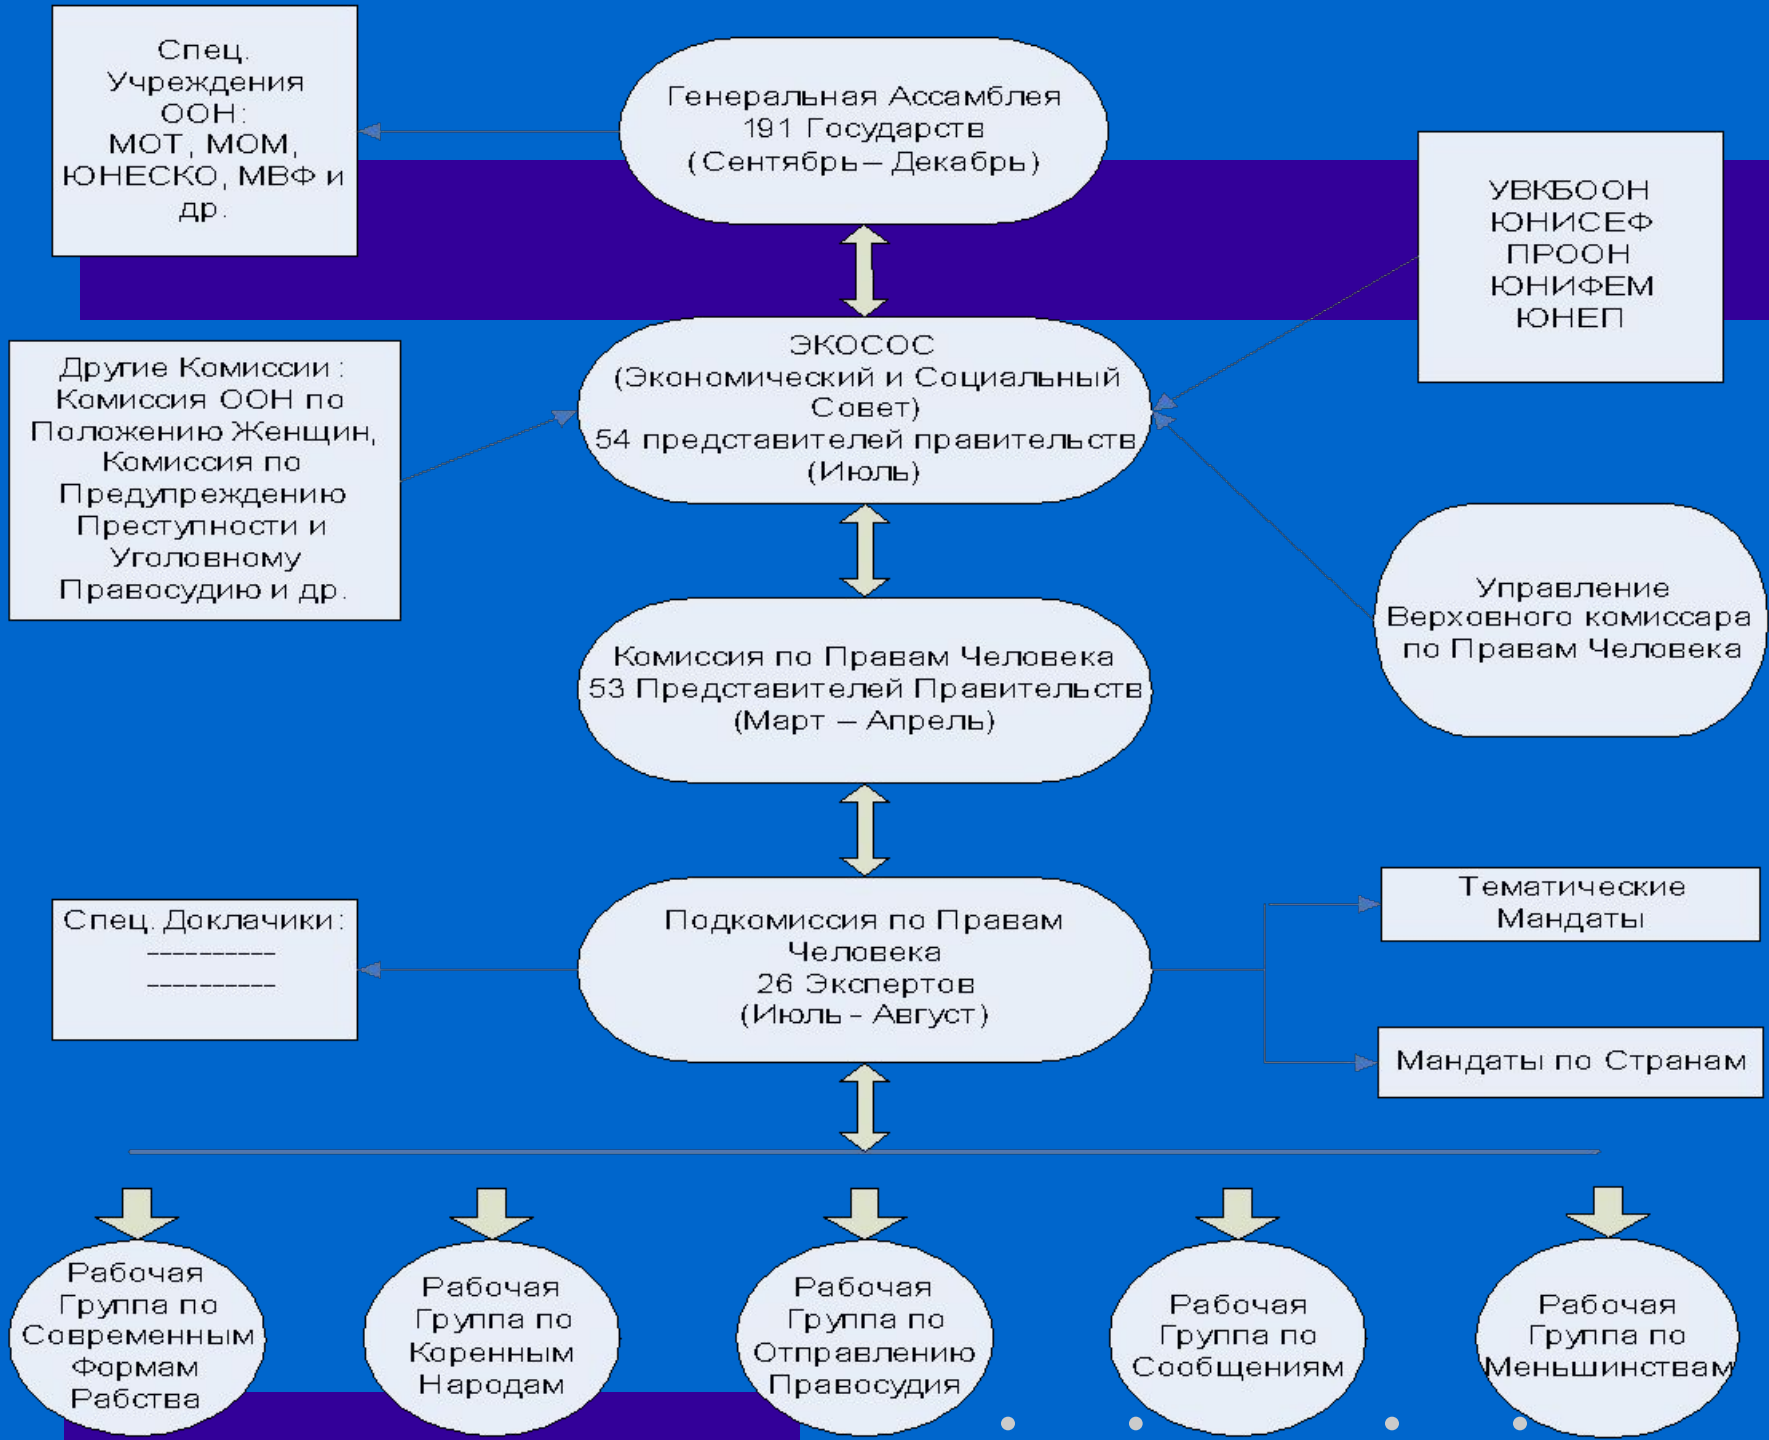 Спец.
Учреждения
ООН:
МОТ, МОМ,
ЮНЕСКО, МВФ и
др.
Генеральная Ассамблея
191 Государств
(Сентябрь – Декабрь)
УВКБООН
ЮНИСЕФ
ПРООН
ЮНИФЕМ
ЮНЕП
Другие Комиссии:
Комиссия ООН по
Положению Женщин,
Комиссия по
Предупреждению
Преступности и
Уголовному
Правосудию и др.
ЭКОСОС
(Экономический и Социальный
Совет)
54 представителей правительств
(Июль)
Управление
Верховного комиссара
по Правам Человека
Комиссия по Правам Человека
53 Представителей Правительств
(Март – Апрель)
Спец. Доклачики:
----------
----------
Подкомиссия по Правам
Человека
26 Экспертов
(Июль - Август)
Тематические
Мандаты
Мандаты по Странам
Рабочая
Группа по
Современным
Формам
Рабства
Рабочая
Группа по
Коренным
Народам
Рабочая
Группа по
Отправлению
Правосудия
Рабочая
Группа по
Сообщениям
Рабочая
Группа по
Меньшинствам